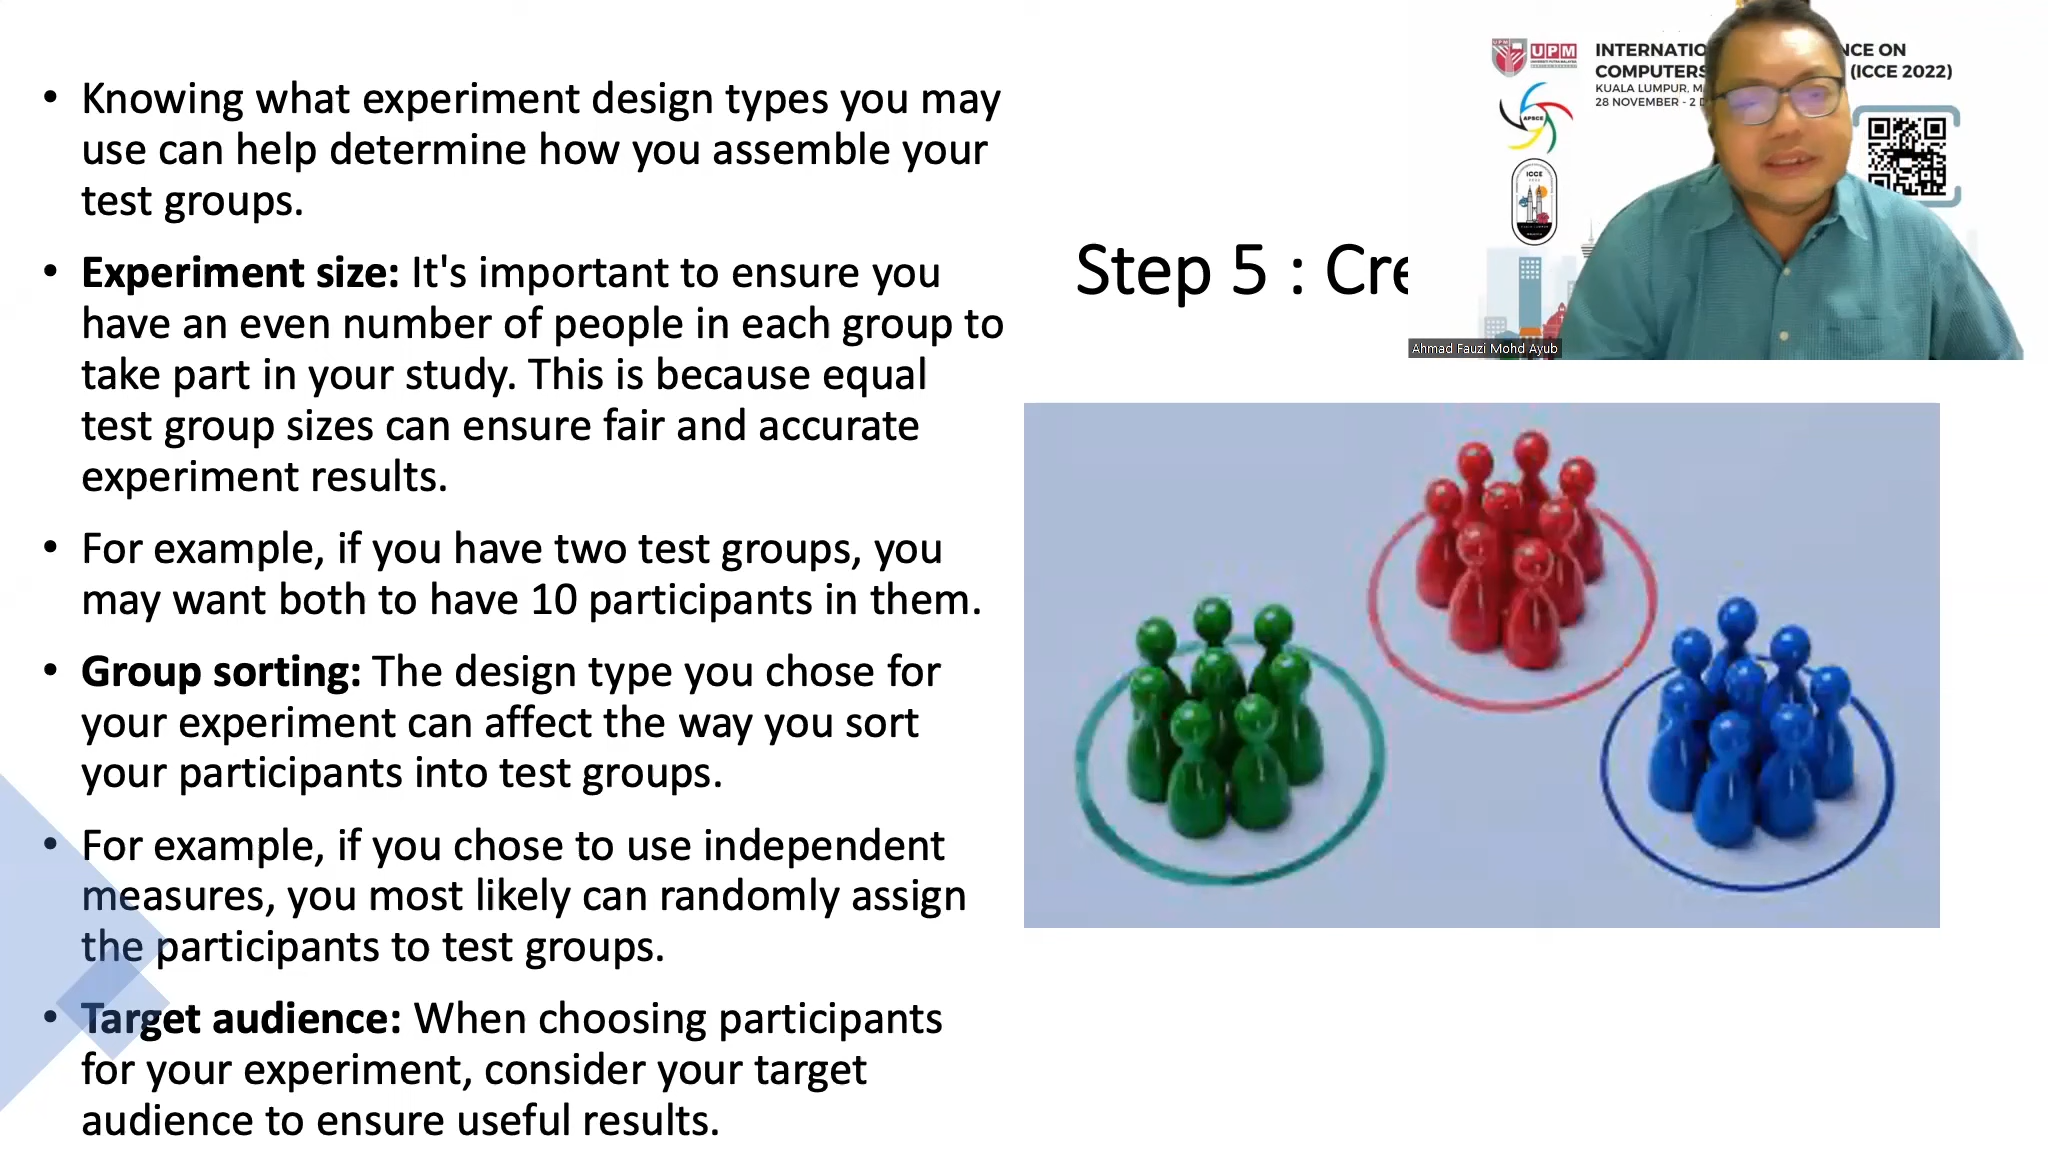 • Knowing what experiment design types you may
use can help determine how you assemble your
test groups.
• Experiment size: It's important to ensure you
have an even number of people in each group to
take part in your study. This is because equal
test group sizes can ensure fair and accurate
experiment results.
• For example, if you have two test groups, you
may want both to have 10 participants in them.
• Group sorting: The design type you chose for
your experiment can affect the way you sort
your participants into test groups.
• For example, if you chose to use independent
measures, you most likely can randomly assign
the participants to test groups.
• Target audience: When choosing participants
for your experiment, consider your target
audience to ensure useful results.
Step 5 : Cre
UPM
INTERNATIO NCE ON
COMPUTERS (ICCE 2022)
KUALA LUMPUR, M
28 NOVEMBER - 2 D
APSCE
ICCE
Ahmad Fauzi Mohd Ayub